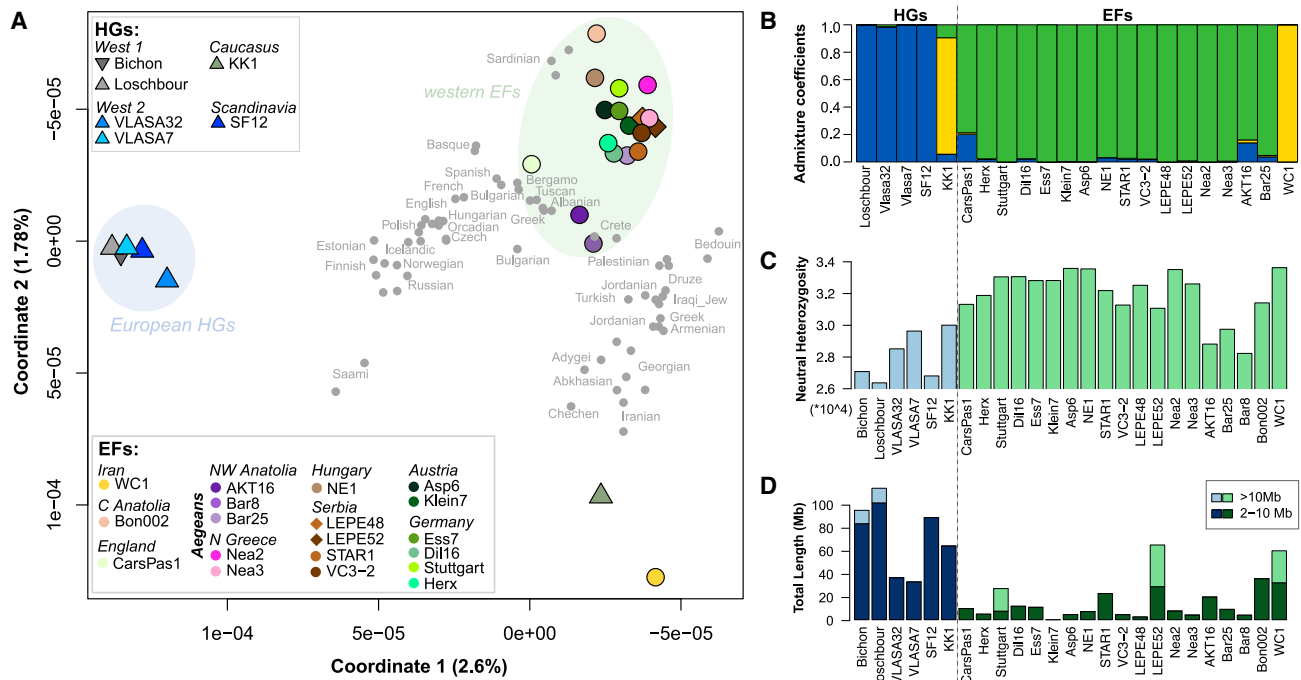 A
HGs:
West 1
Bichon
Loschbour
West 2
VLASA32
VLASA7
Caucasus
KK1
Scandinavia
SF12
European HGs
western EFs
Sardinian
Basque
Spanish
French
English
Bulgarian
Bergamo
Tuscan
Albanian
Polish
Hungarian
Orcadian
Czech
Greek
Crete
Estonian
Icelandic
Finnish
Norwegian
Russian
Bulgarian
Palestinian
Bedouin
Druze
Jordanian
Turkish
Iraqi_Jew
Jordanian
Greek
Armenian
Saami
Adygei
Georgian
Abkhasian
Chechen
Iranian
EFs:
Iran
WC1
C Anatolia
Bon002
England
CarsPas1
Aegeans
NW Anatolia
AKT16
Bar8
Bar25
N Greece
Nea2
Nea3
Hungary
NE1
Serbia
LEPE48
LEPE52
STAR1
VC3-2
Austria
Asp6
Klein7
Germany
Ess7
Dil16
Stuttgart
Herx
Coordinate 2 (1.78%)
−5e−05
0e+00
5e−05
1e−04
1e−04
5e−05
0e+00
−5e−05
Coordinate 1 (2.6%)
B
HGs
EFs
Admixture coefficients
1.0
0.8
0.6
0.4
0.2
0.0
Loschbour
Vlasa32
Vlasa7
SF12
KK1
CarsPas1
Herx
Stuttgart
Dil16
Ess7
Klein7
Asp6
NE1
STAR1
VC3-2
LEPE48
LEPE52
Nea2
Nea3
AKT16
Bar25
WC1
C
Neutral Heterozygosity
(*10^4)
3.4
3.2
3.0
2.8
2.6
Bichon
Loschbour
VLASA32
VLASA7
SF12
KK1
CarsPas1
Herx
Stuttgart
Dil16
Ess7
Klein7
Asp6
NE1
STAR1
VC3-2
LEPE48
LEPE52
Nea2
Nea3
AKT16
Bar25
Bar8
Bon002
WC1
D
>10Mb
2−10 Mb
Total Length (Mb)
100
80
60
40
20
0
Bichon
Loschbour
VLASA32
VLASA7
SF12
KK1
CarsPas1
Herx
Stuttgart
Dil16
Ess7
Klein7
Asp6
NE1
STAR1
VC3-2
LEPE48
LEPE52
Nea2
Nea3
AKT16
Bar25
Bar8
Bon002
WC1